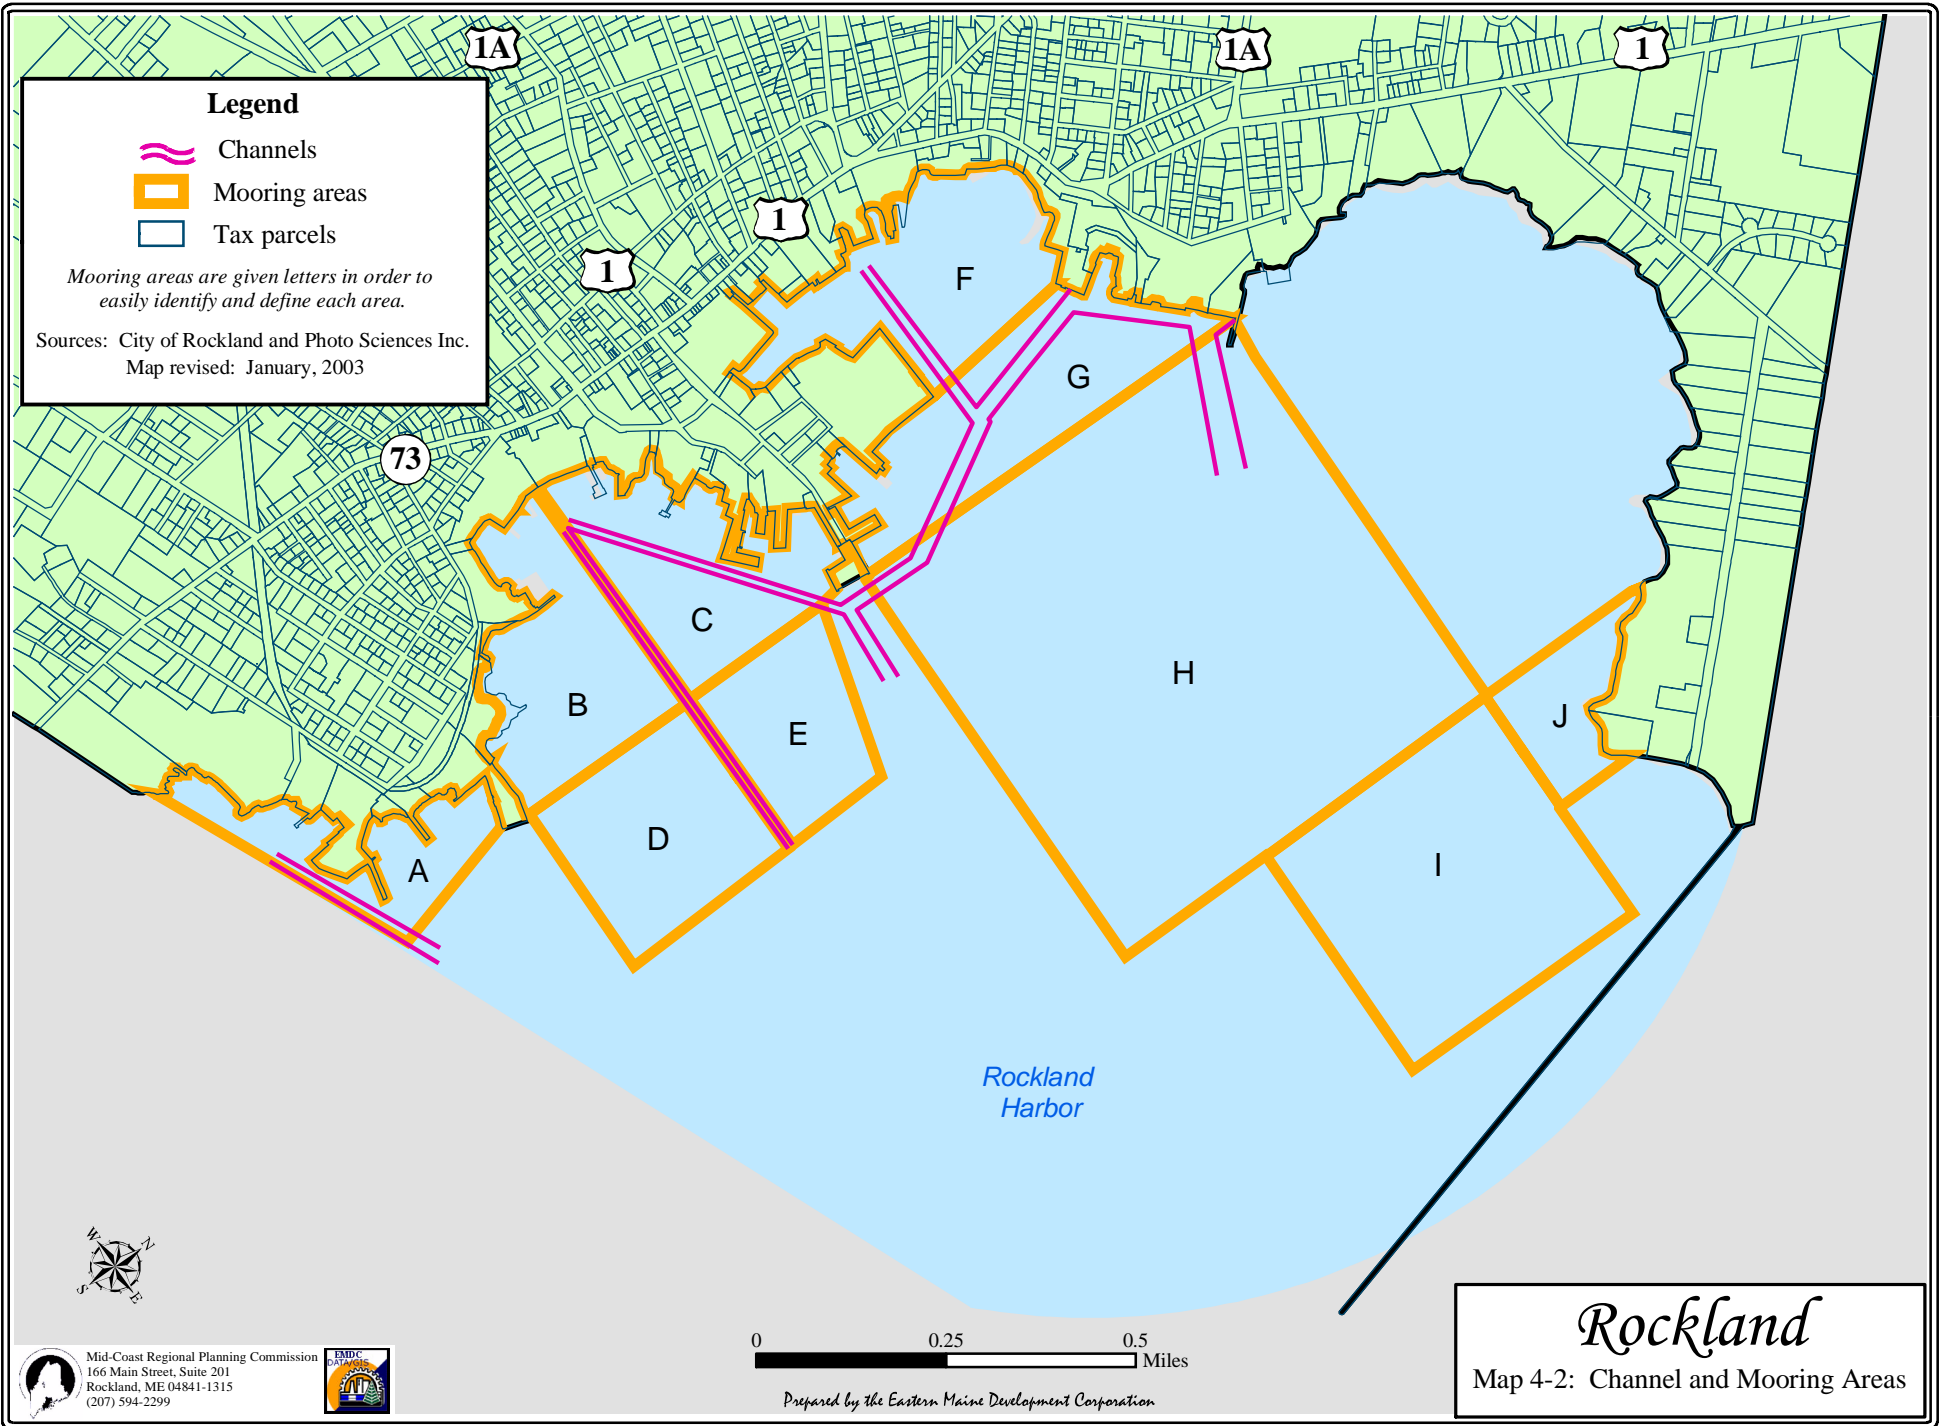 1A
1A
1
Legend
Channels
Mooring areas
Tax parcels
Mooring areas are given letters in order to
easily identify and define each area.
Sources: City of Rockland and Photo Sciences Inc.
Map revised: January, 2003
1
1
73
F
G
C
H
B
E
J
D
I
A
Rockland
Harbor
W
N
S
E
0 0.25 0.5
Miles
Prepared by the Eastern Maine Development Corporation
Mid-Coast Regional Planning Commission
166 Main Street, Suite 201
Rockland, ME 04841-1315
(207) 594-2299
EMDC
DATA/GIS
Rockland
Map 4-2: Channel and Mooring Areas